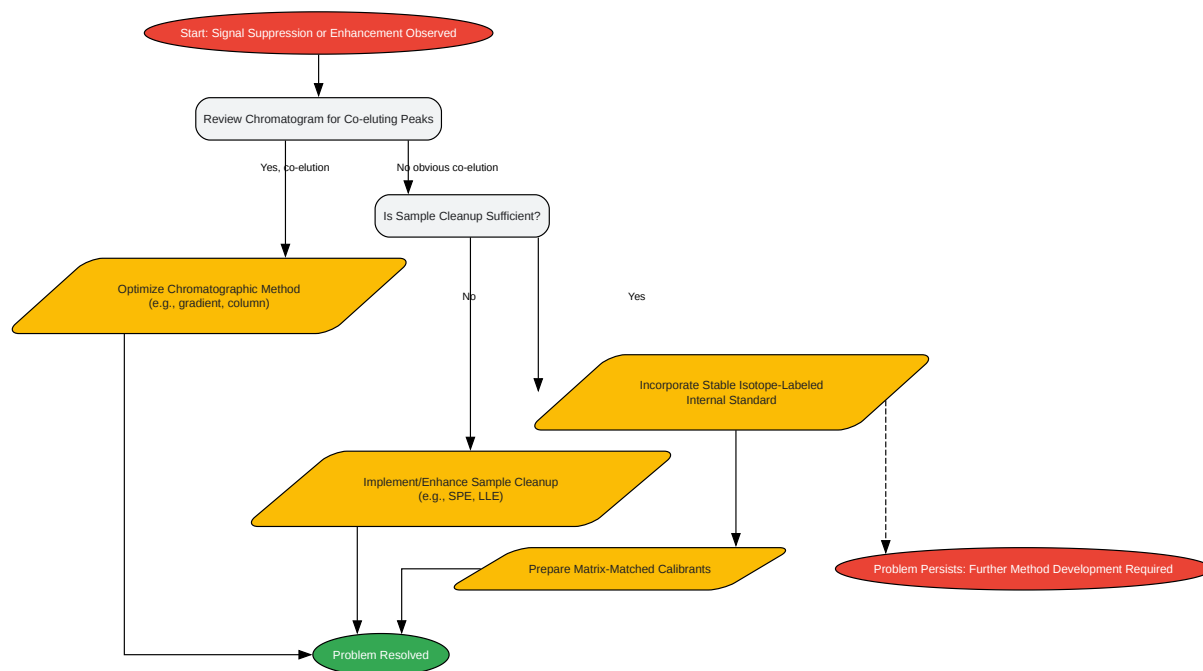 Start: Signal Suppression or Enhancement Observed
Review Chromatogram for Co-eluting Peaks
Yes, co-elution
No obvious co-elution
Is Sample Cleanup Sufficient?
Optimize Chromatographic Method
(e.g., gradient, column)
No
Yes
Incorporate Stable Isotope-Labeled
Internal Standard
Implement/Enhance Sample Cleanup
(e.g., SPE, LLE)
Prepare Matrix-Matched Calibrants
Problem Persists: Further Method Development Required
Problem Resolved